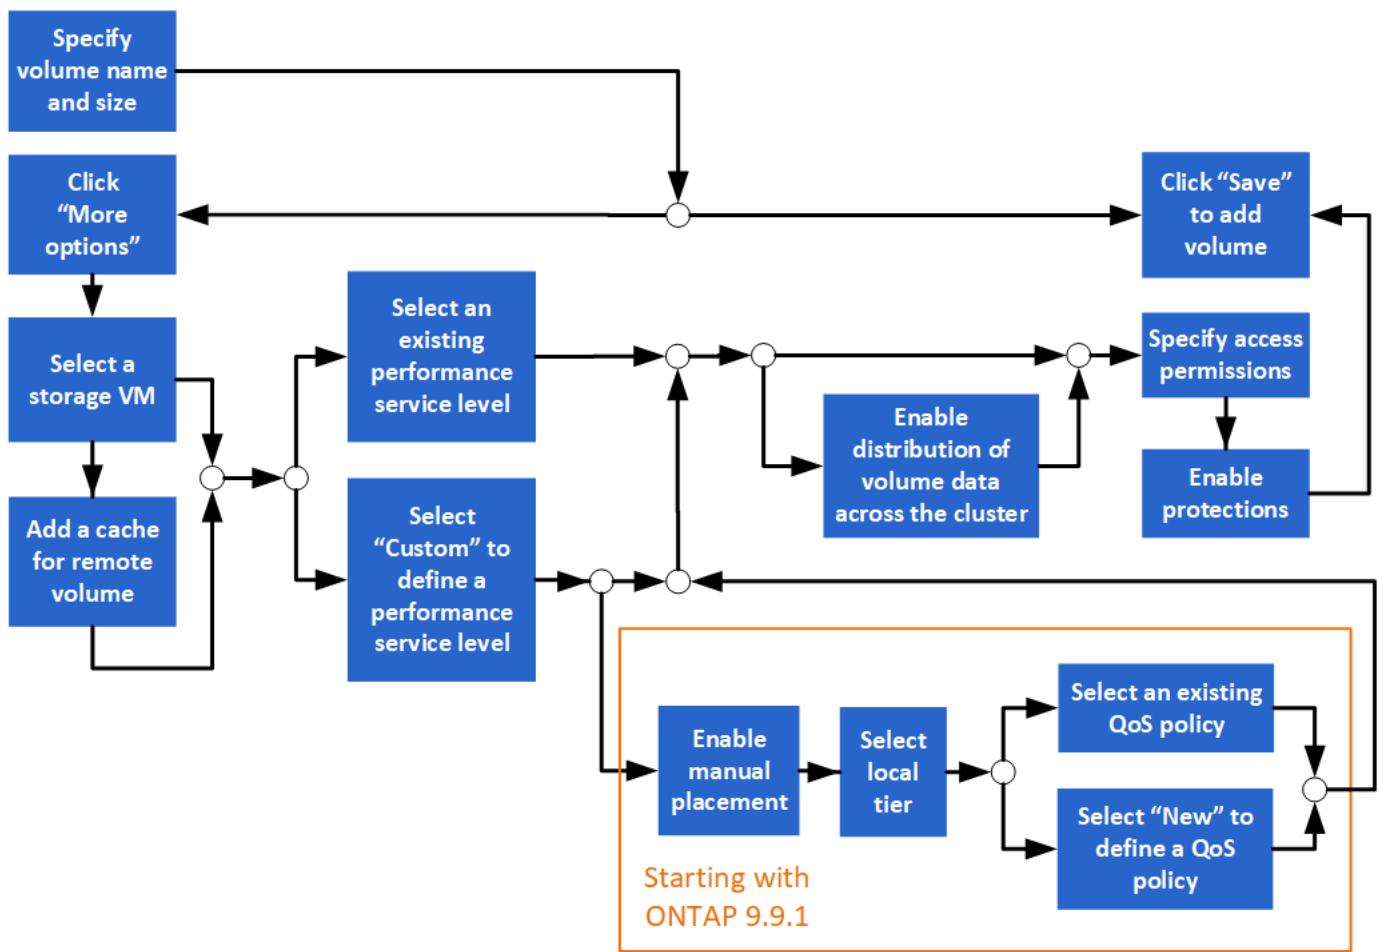 Specify
volume name
and size
Click
“More
options”
Click “Save”
to add
volume
Select a
storage VM
Select an
existing
performance
service level
Specify access
permissions
Enable
distribution of
volume data
across the cluster
Enable
protections
Add a cache
for remote
volume
Select
“Custom” to
define a
performance
service level
Enable
manual
placement
Select
local
tier
Select an existing
QoS policy
Select “New” to
define a QoS
policy
Starting with
ONTAP 9.9.1